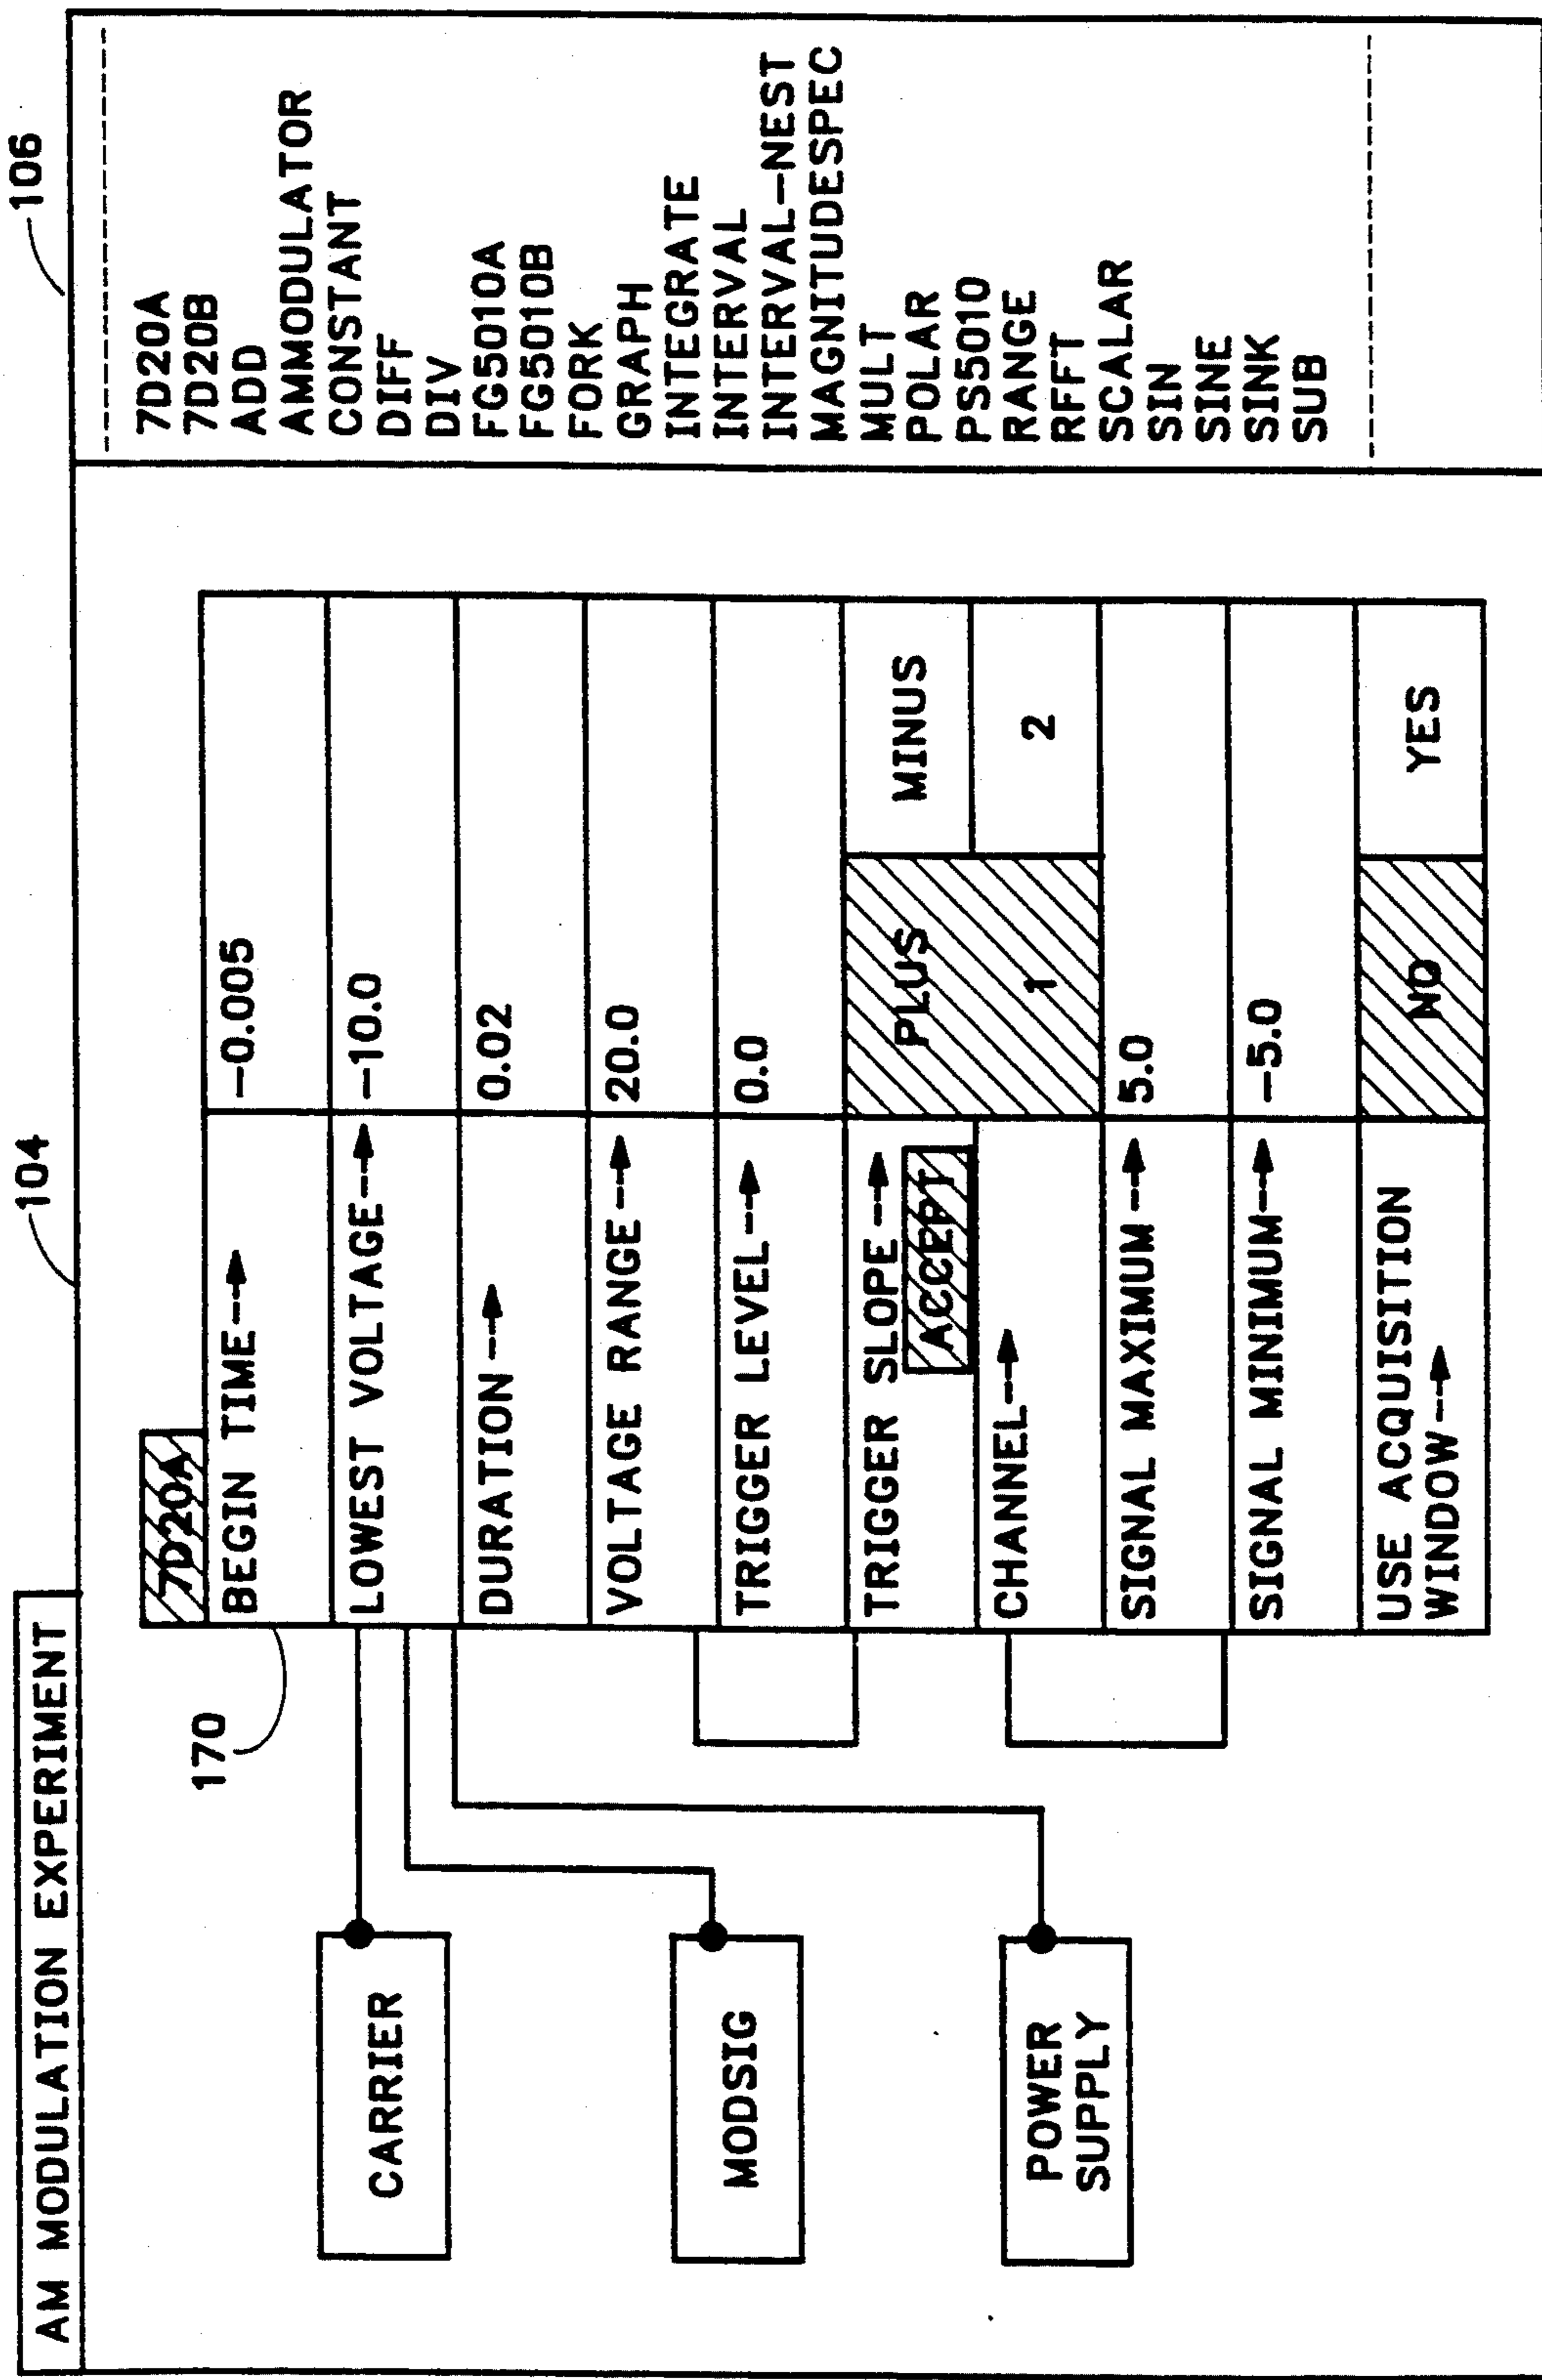 AM MODULATION EXPERIMENT
104
106
170
CARRIER
MODSIG
POWER
SUPPLY
7D20A
BEGIN TIME--→ -0.005
LOWEST VOLTAGE--→ -10.0
DURATION--→ 0.02
VOLTAGE RANGE--→ 20.0
TRIGGER LEVEL--→ 0.0
TRIGGER SLOPE--→ PLUS MINUS
ACCEPT
CHANNEL--→ 1 2
SIGNAL MAXIMUM--→ 5.0
SIGNAL MINIMUM--→ -5.0
USE ACQUISITION
WINDOW--→ NO YES
7D20A
7D20B
ADD
AMMODULATOR
CONSTANT
DIFF
DIV
FG5010A
FG5010B
FORK
GRAPH
INTEGRATE
INTERVAL
INTERVAL-NEST
MAGNITUDESPEC
MULT
POLAR
PS5010
RANGE
RFFT
SCALAR
SIN
SINE
SINK
SUB